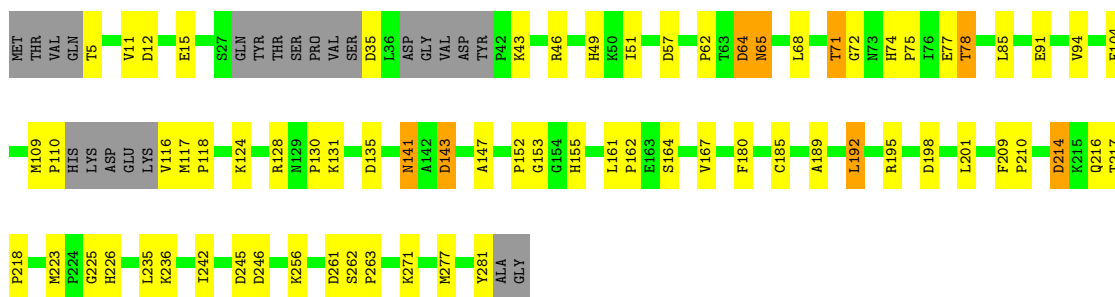 MET THR VAL GLN T5 V11 D12 E15 S27 GLN TYR THR SER PRO VAL SER D35 L36 ASP GLY VAL ASP TYR P42 K43 R46 H49 K50 I51 D57 P62 T63 D64 N65 L68 T71 G72 N73 H74 P75 I76 E77 T78 L85 E91 V94
M109 P110 HIS LYS ASP GLU LYS V116 M117 P118 K124 R128 N129 P130 K131 D135 N141 A142 D143 A147 P152 G153 G154 H155 L161 P162 E163 S164 V167 F180 C185 A189 L192 R195 D198 L201 F209 P210 D214 K215 Q216 T217
P218 M223 P224 G225 H226 L235 K236 I242 D245 D246 K256 D261 S262 P263 K271 M277 Y281 ALA GLY